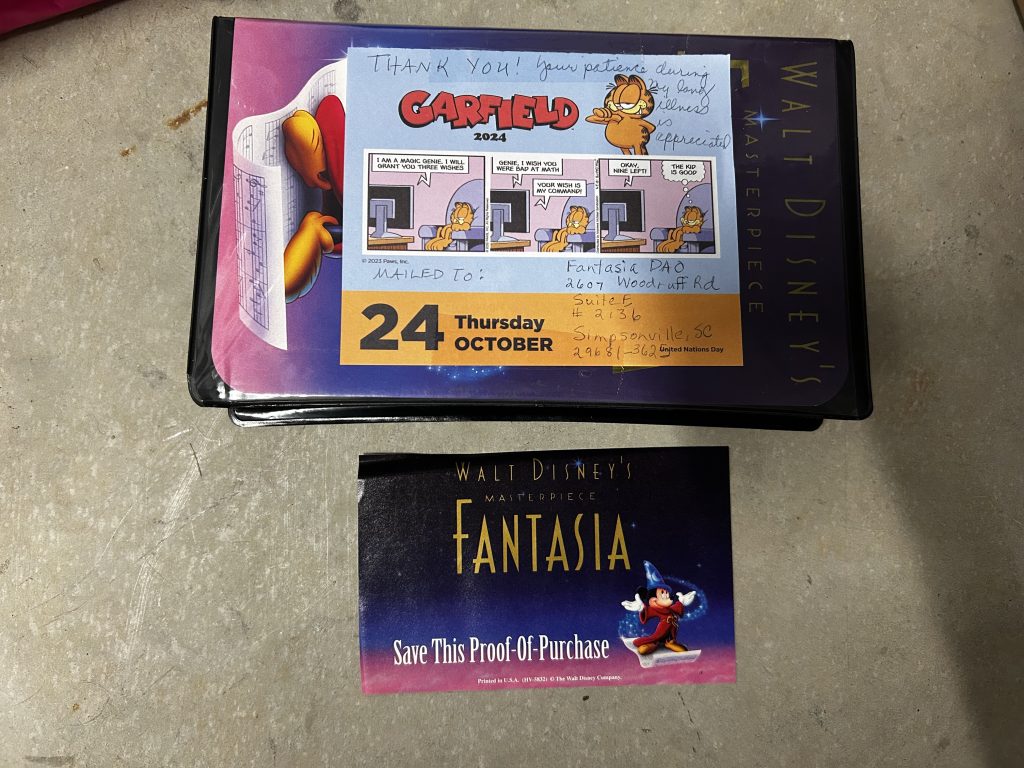 THANK YOU! Your patience during
my long
illness
is
appreciated
GARFIELD
2024
I AM A MAGIC GENIE. I WILL
GRANT YOU THREE WISHES
GENIE, I WISH YOU
WERE BAD AT MATH
YOUR WISH IS
MY COMMAND!
OKAY,
NINE LEFT!
THE KID
IS GOOD
© 2023 Paws, Inc.
MAILED TO:
Fantasia DAO
2607 Woodruff Rd
Suite E
# 2136
Simpsonville, SC
29681-3625
24 Thursday
OCTOBER
United Nations Day
WALT DISNEY'S
MASTERPIECE
F
WALT DISNEY'S
MASTERPIECE
FANTASIA
Save This Proof-Of-Purchase
Printed in U.S.A. (HV-5832) © The Walt Disney Company.